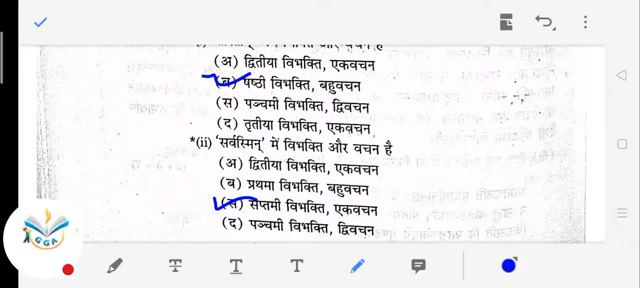 (अ) द्वितीया विभक्ति, एकवचन
(ब) षष्ठी विभक्ति, बहुवचन
(स) पञ्चमी विभक्ति, द्विवचन
(द) तृतीया विभक्ति, एकवचन
*(ii) 'सर्वस्मिन्' में विभक्ति और वचन है
(अ) द्वितीया विभक्ति, एकवचन
(ब) प्रथमा विभक्ति, बहुवचन
(स) सप्तमी विभक्ति, एकवचन
(द) पञ्चमी विभक्ति, द्विवचन
GGA